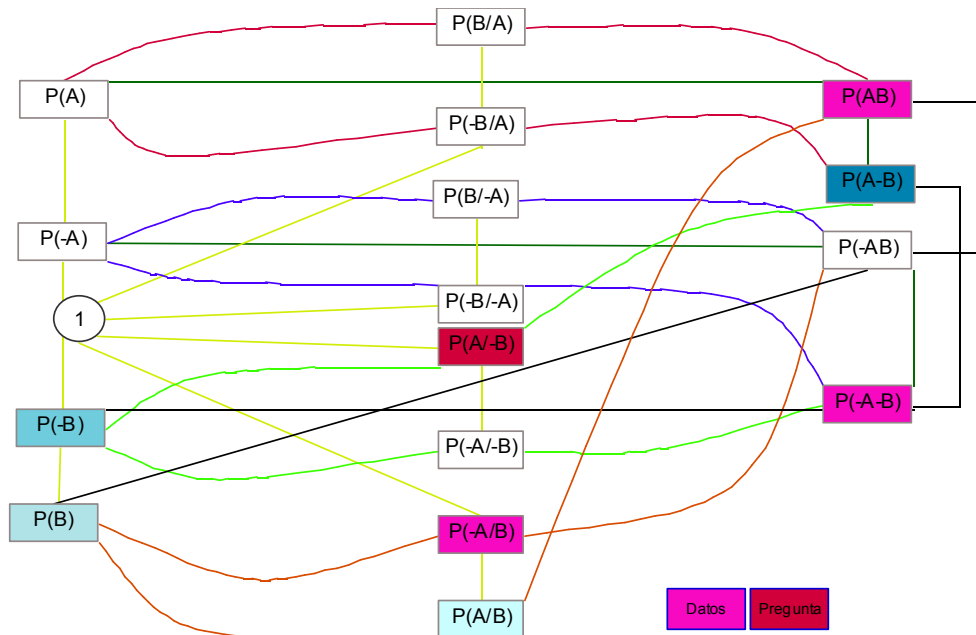 P(B/A)
P(A)
P(AB)
P(-B/A)
P(A-B)
P(B/-A)
P(-A)
P(-AB)
P(-B/-A)
1
P(A/-B)
P(-A-B)
P(-B)
P(-A/-B)
P(B)
P(-A/B)
P(A/B)
Datos
Pregunta